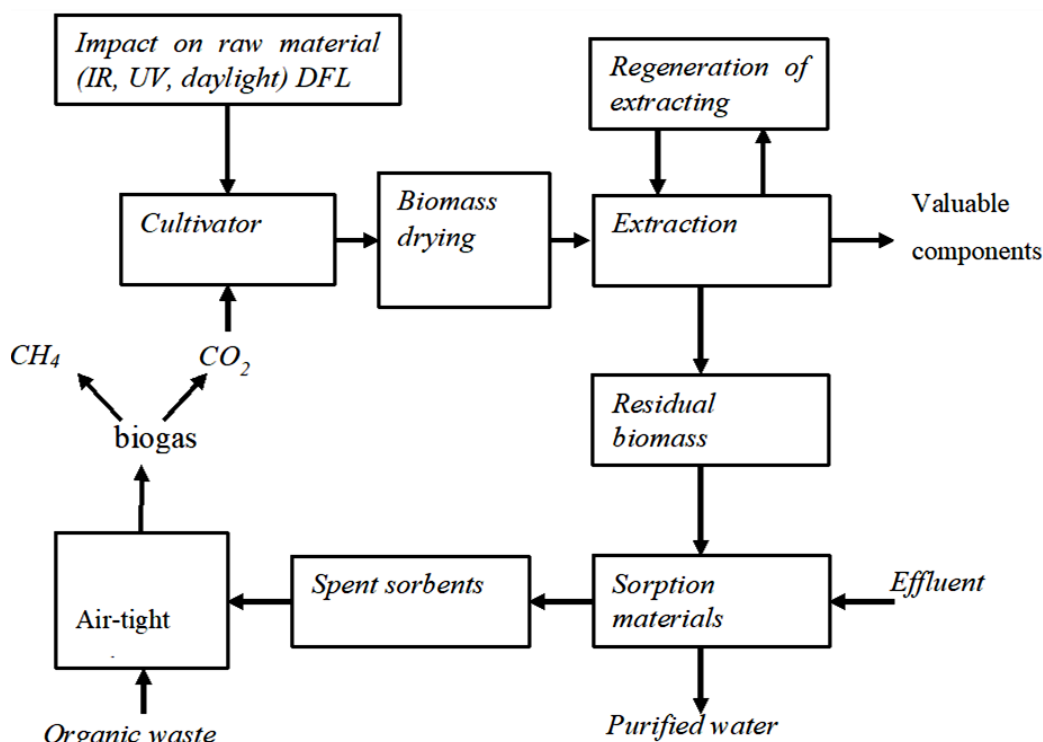 Impact on raw material
(IR, UV, daylight) DFL
Regeneration of
extracting
Cultivator
Biomass
drying
Extraction
Valuable
components
CH₄
CO₂
biogas
Residual
biomass
Air-tight
Spent sorbents
Sorption
materials
Effluent
Organic waste
Purified water